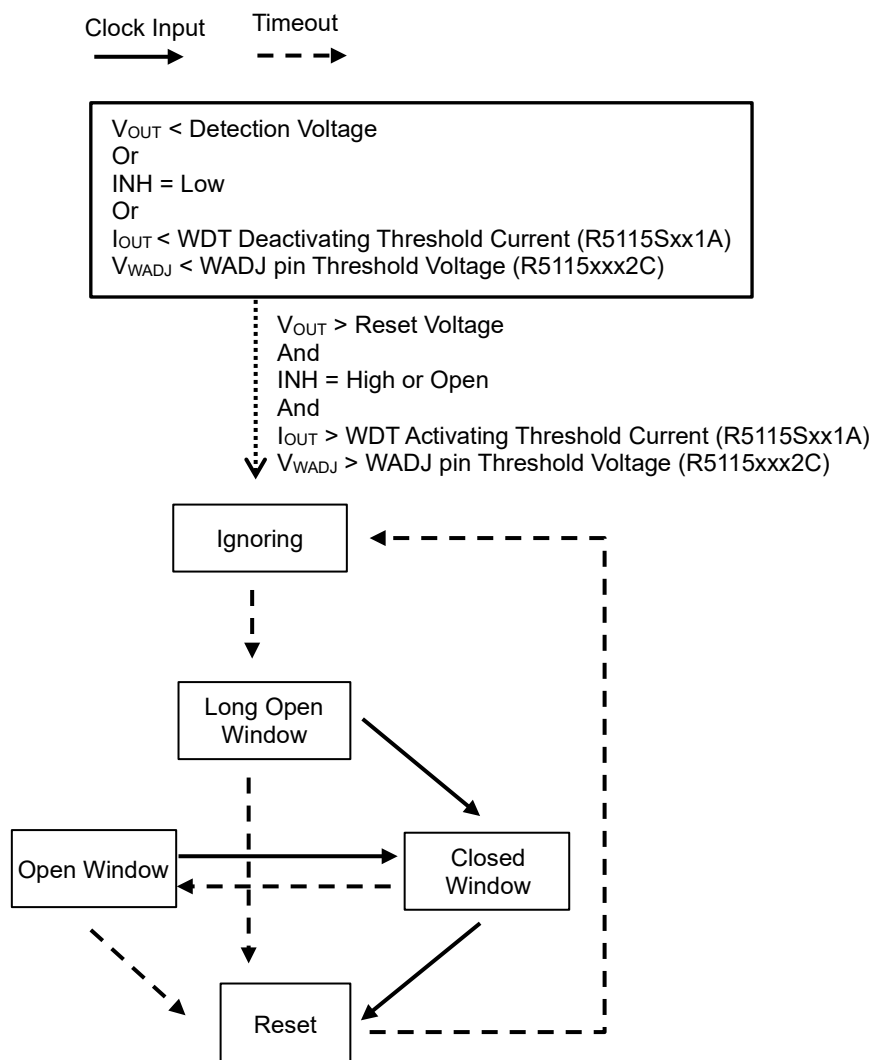 Clock Input
Timeout
VOUT < Detection Voltage
Or
INH = Low
Or
IOUT < WDT Deactivating Threshold Current (R5115Sxx1A)
VWADJ < WADJ pin Threshold Voltage (R5115xxx2C)
VOUT > Reset Voltage
And
INH = High or Open
And
IOUT > WDT Activating Threshold Current (R5115Sxx1A)
VWADJ > WADJ pin Threshold Voltage (R5115xxx2C)
Ignoring
Long Open
Window
Open Window
Closed
Window
Reset